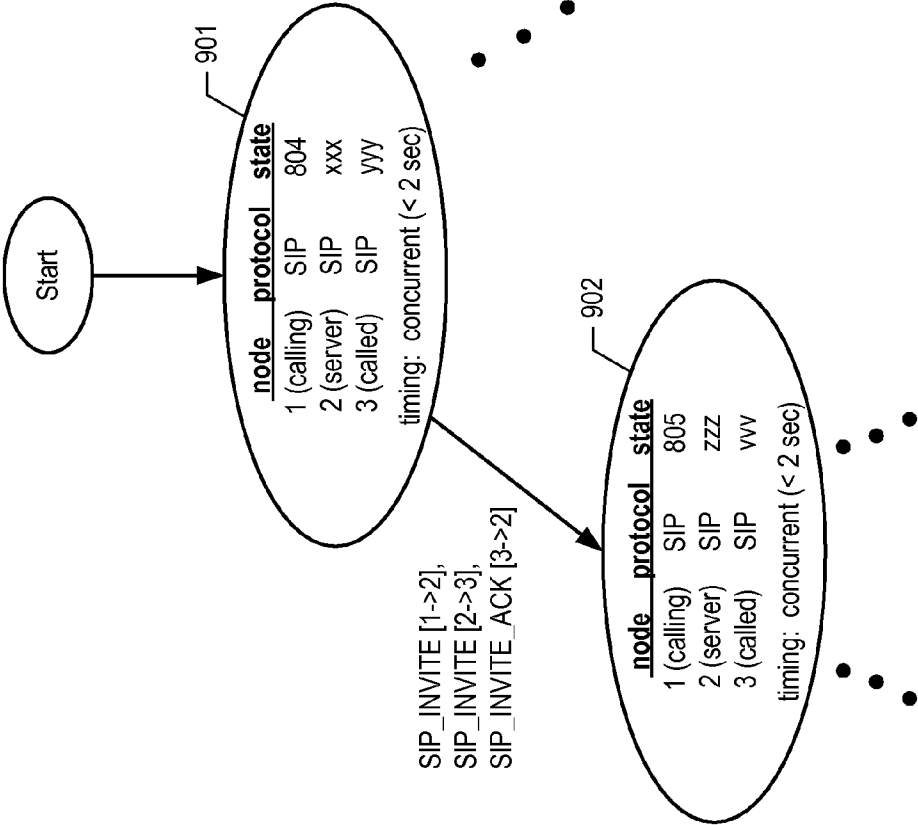 Start
901
node protocol state
1 (calling) SIP 804
2 (server) SIP xxx
3 (called) SIP yyy
timing: concurrent (< 2 sec)
SIP_INVITE [1->2],
SIP_INVITE [2->3],
SIP_INVITE_ACK [3->2]
902
node protocol state
1 (calling) SIP 805
2 (server) SIP zzz
3 (called) SIP vvv
timing: concurrent (< 2 sec)